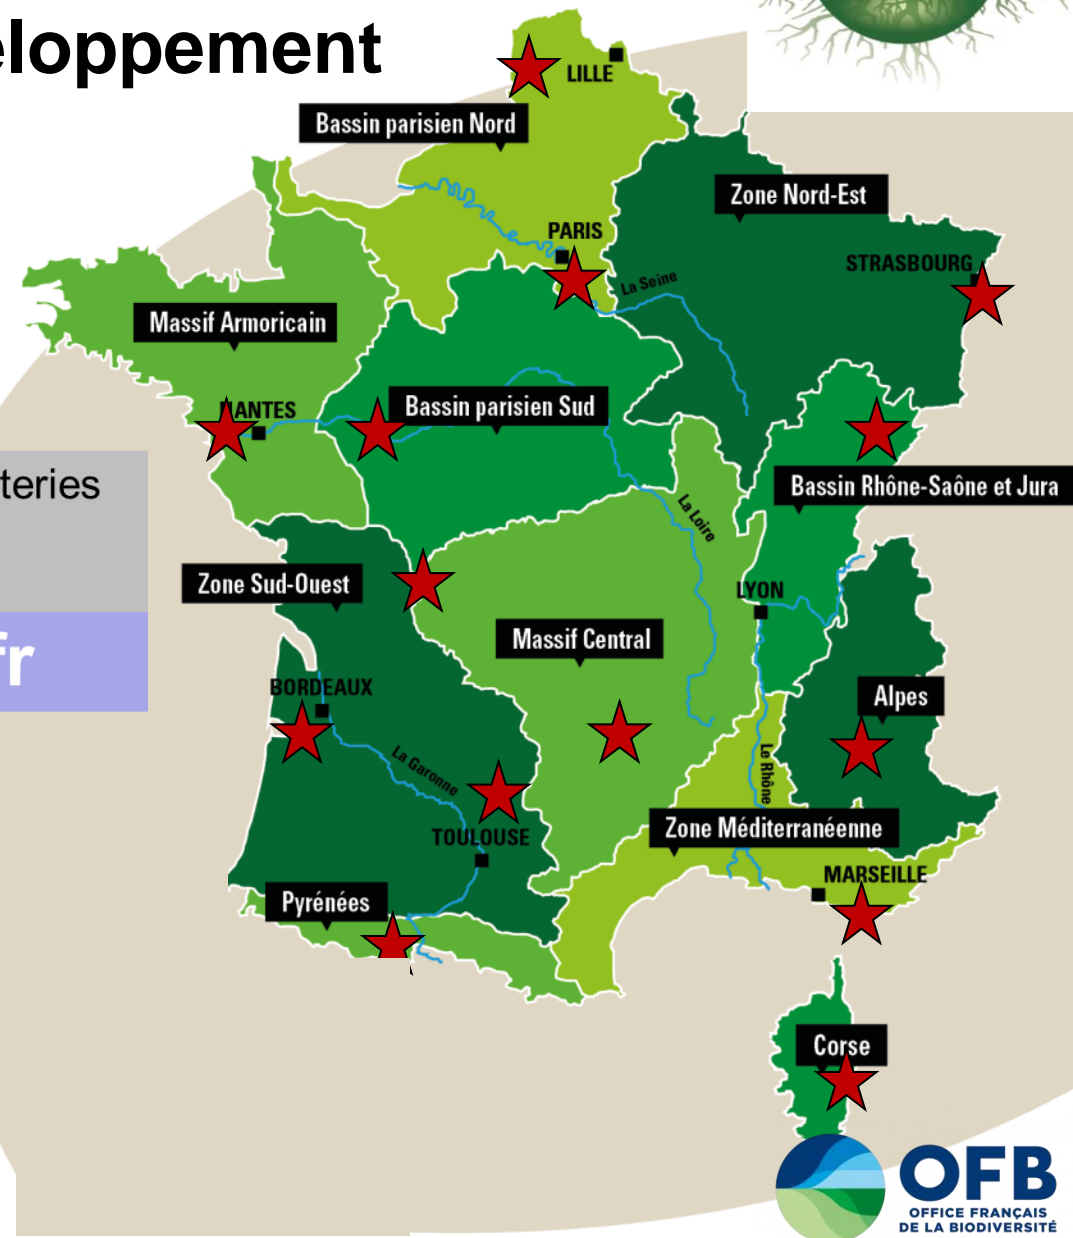 eloppement
LILLE
Bassin parisien Nord
Zone Nord-Est
PARIS
STRASBOURG
La Seine
Massif Armoricain
NANTES
Bassin parisien Sud
teries
Bassin Rhône-Saône et Jura
La Loire
Zone Sud-Ouest
LYON
fr
Massif Central
BORDEAUX
Alpes
La Garonne
Le Rhône
Zone Méditerranéenne
TOULOUSE
MARSEILLE
Pyrénées
Corse
OFB
OFFICE FRANÇAIS
DE LA BIODIVERSITÉ